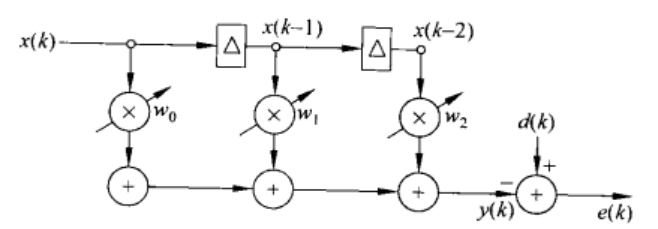 x(k)
Δ
x(k−1)
Δ
x(k−2)
× w₀
× w₁
× w₂
d(k)
+
+
+
+
− y(k)
+
e(k)